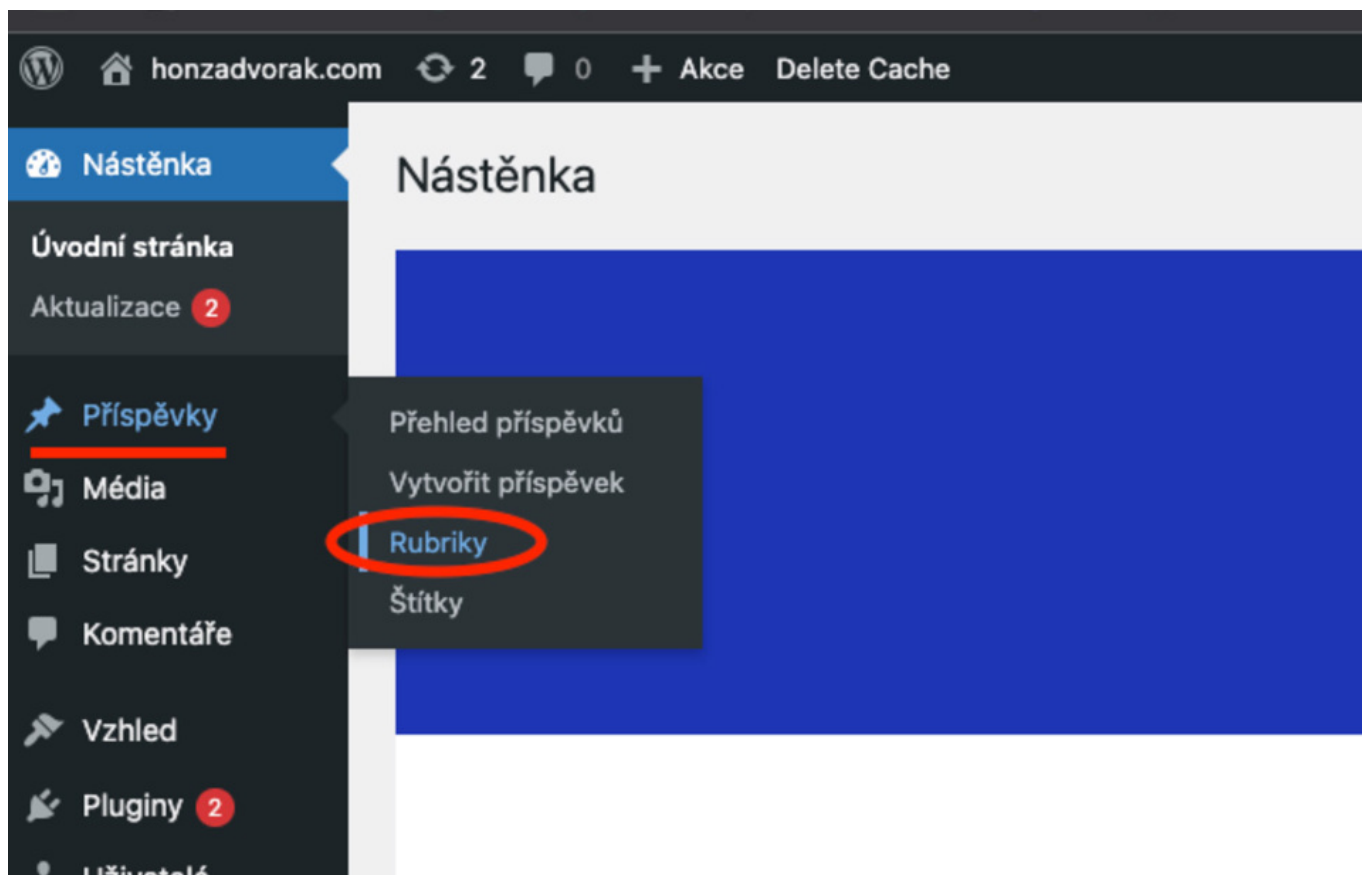 honzadvorak.com 2 0 + Akce Delete Cache
Nástěnka
Nástěnka
Úvodní stránka
Aktualizace 2
Příspěvky
Přehled příspěvků
Vytvořit příspěvek
Rubriky
Štítky
Média
Stránky
Komentáře
Vzhled
Pluginy 2